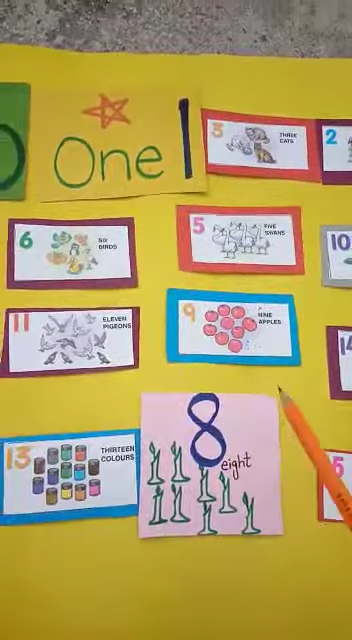 One 1
3 THREE
CATS
2
6 SIX
BIRDS
5 FIVE
SWANS
10
11 ELEVEN
PIGEONS
9 NINE
APPLES
14
13 THIRTEEN
COLOURS
8
eight
5